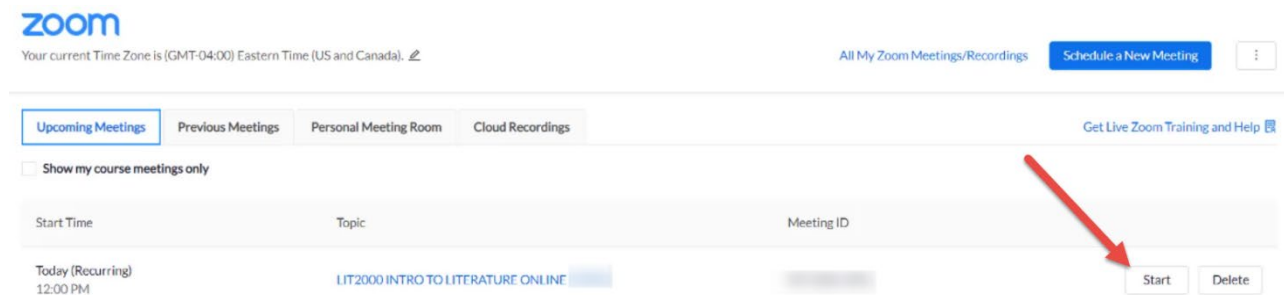 zoom
Your current Time Zone is (GMT-04:00) Eastern Time (US and Canada).
All My Zoom Meetings/Recordings
Schedule a New Meeting
Upcoming Meetings
Previous Meetings
Personal Meeting Room
Cloud Recordings
Get Live Zoom Training and Help
Show my course meetings only
Start Time
Topic
Meeting ID
Today (Recurring)
12:00 PM
LIT2000 INTRO TO LITERATURE ONLINE
Start
Delete